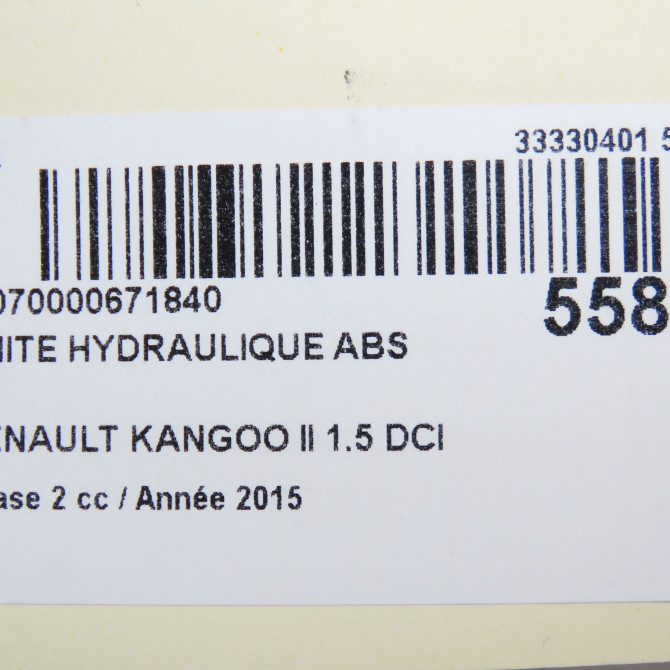 33330401 5
070000671840
558
NITE HYDRAULIQUE ABS
ENAULT KANGOO II 1.5 DCI
ase 2 cc / Année 2015